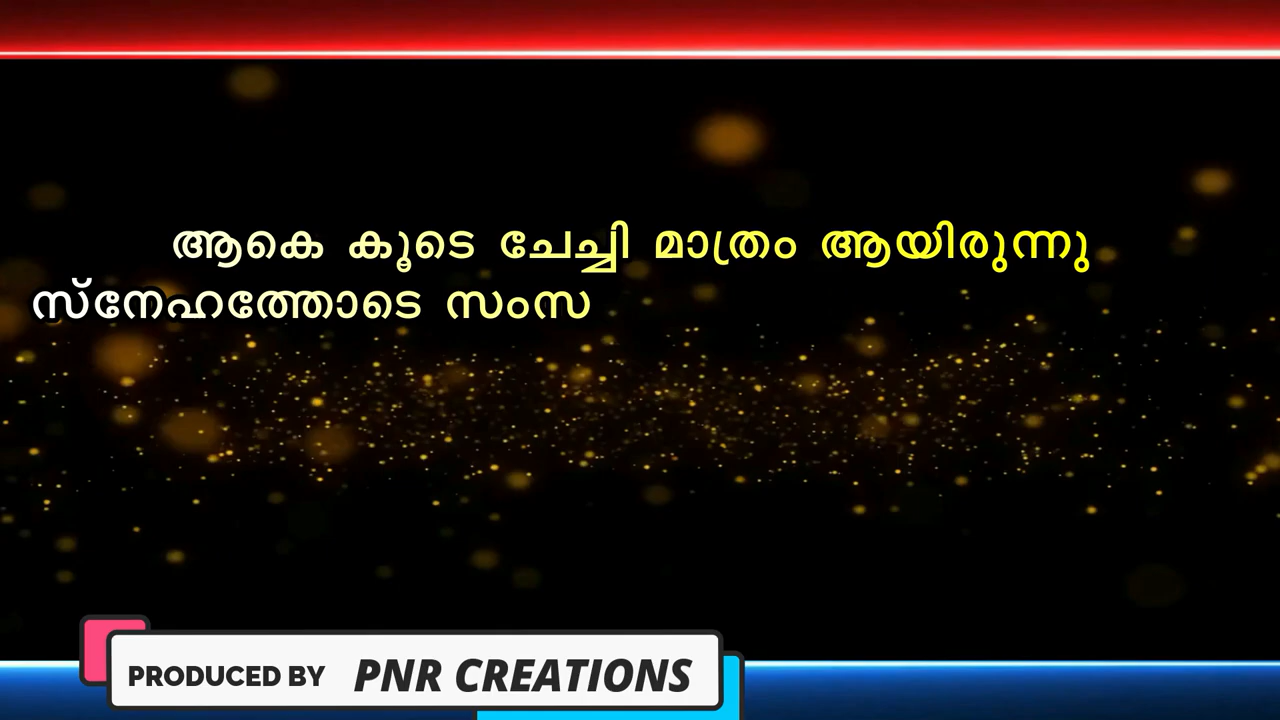 ആകെ കൂടെ ചേച്ചി മാത്രം ആയിരുന്നു
സ്നേഹത്തോടെ സംസ
PRODUCED BY PNR CREATIONS